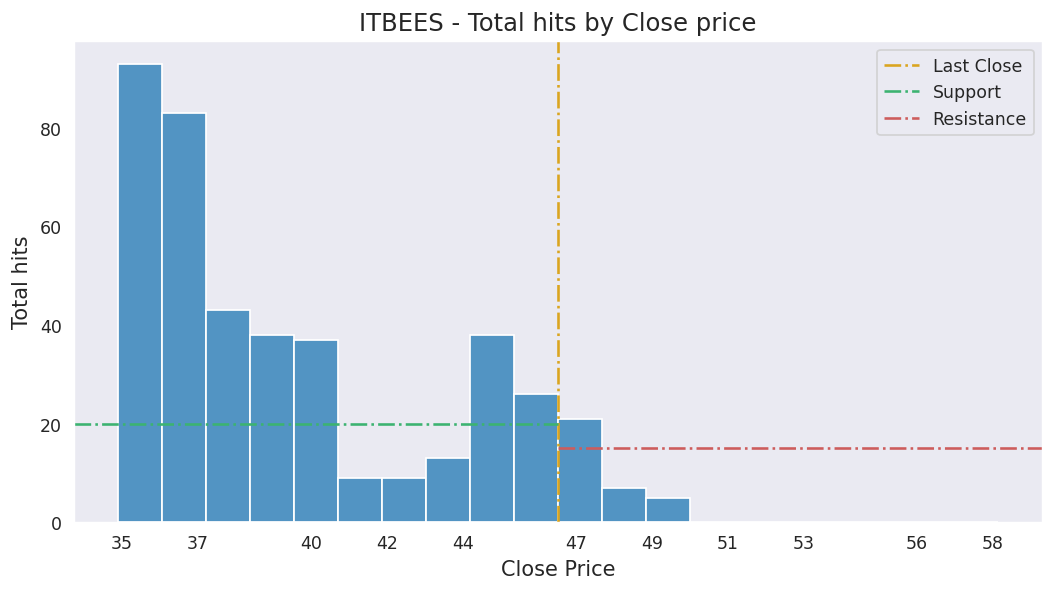 ITBEES - Total hits by Close price
Last Close
Support
Resistance
Total hits
80
60
40
20
0
35 37 40 42 44 47 49 51 53 56 58
Close Price